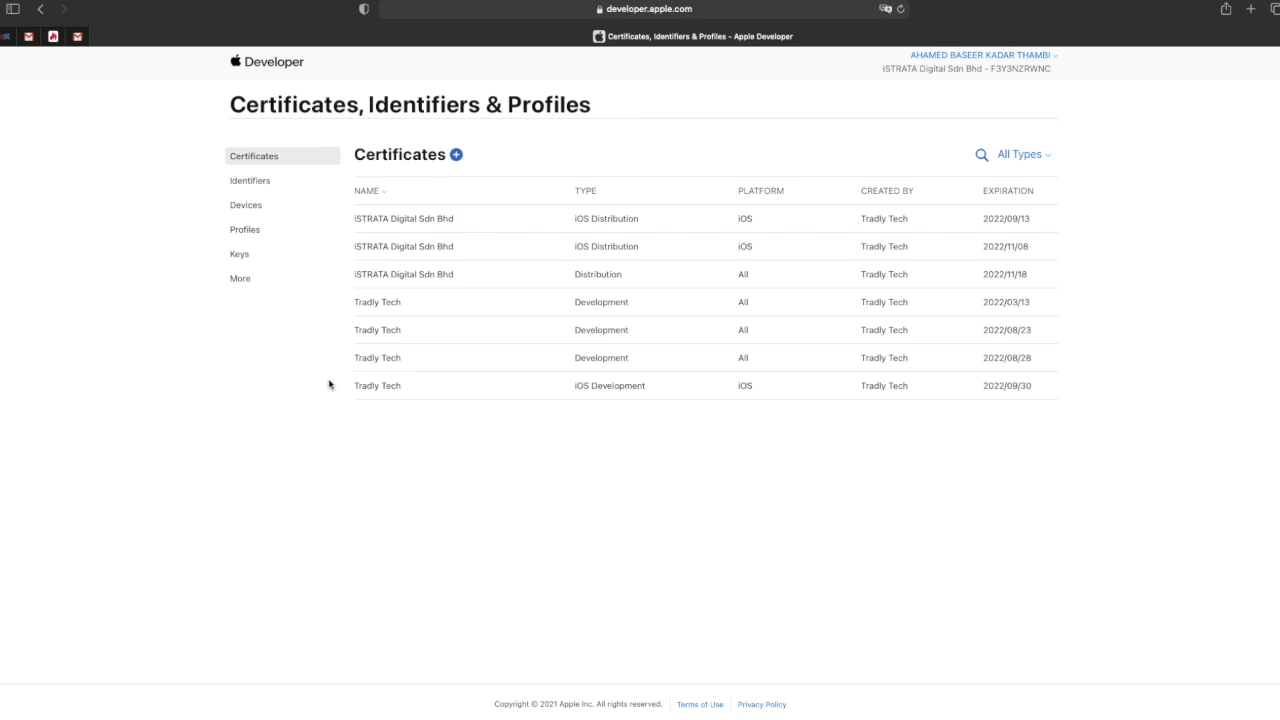 developer.apple.com
Certificates, Identifiers & Profiles - Apple Developer
Developer
AHAMED BASEER KADAR THAMBI
iSTRATA Digital Sdn Bhd - F3Y3NZRWNC
Certificates, Identifiers & Profiles
Certificates
Identifiers
Devices
Profiles
Keys
More
Certificates
All Types
NAME TYPE PLATFORM CREATED BY EXPIRATION
iSTRATA Digital Sdn Bhd iOS Distribution iOS Tradly Tech 2022/09/13
iSTRATA Digital Sdn Bhd iOS Distribution iOS Tradly Tech 2022/11/08
iSTRATA Digital Sdn Bhd Distribution All Tradly Tech 2022/11/18
Tradly Tech Development All Tradly Tech 2022/03/13
Tradly Tech Development All Tradly Tech 2022/08/23
Tradly Tech Development All Tradly Tech 2022/08/28
Tradly Tech iOS Development iOS Tradly Tech 2022/09/30
Copyright © 2021 Apple Inc. All rights reserved. Terms of Use Privacy Policy